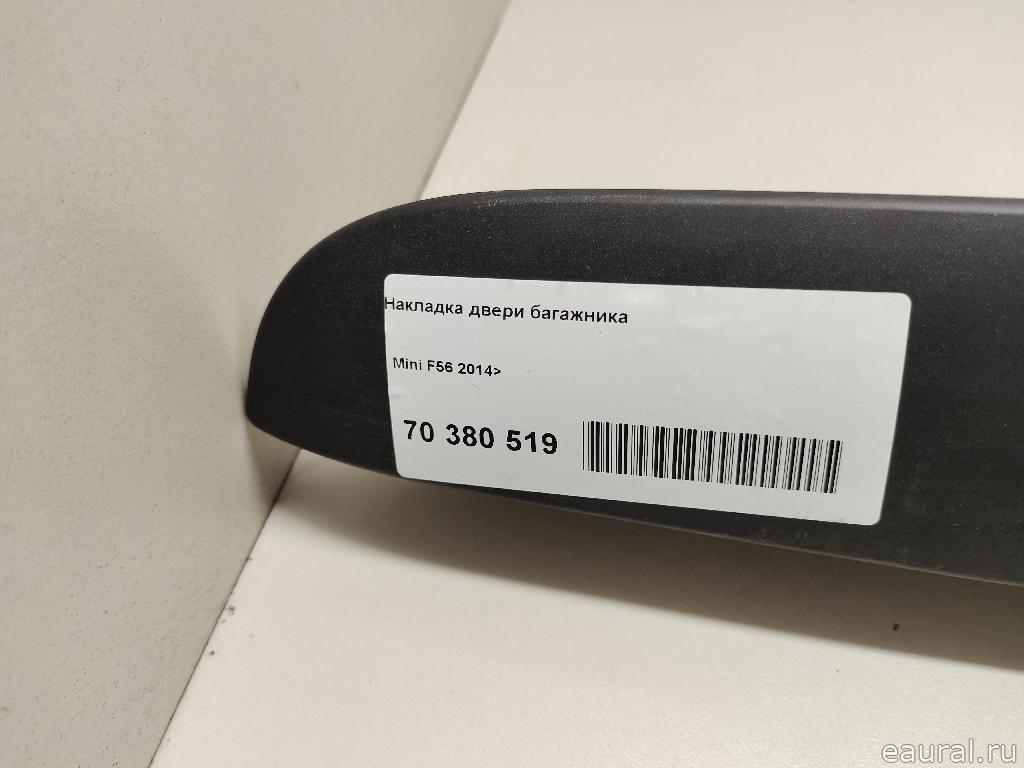 Накладка двери багажника
Mini F56 2014>
70 380 519
eaural.ru